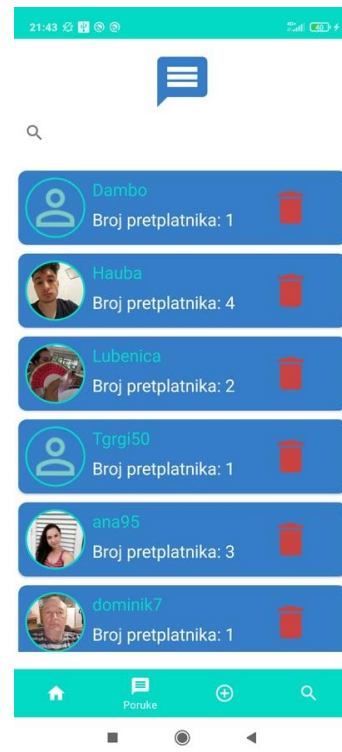 21:43
Dambo
Broj pretplatnika: 1
Hauba
Broj pretplatnika: 4
Lubenica
Broj pretplatnika: 2
Tgrgi50
Broj pretplatnika: 1
ana95
Broj pretplatnika: 3
dominik7
Broj pretplatnika: 1
Poruke